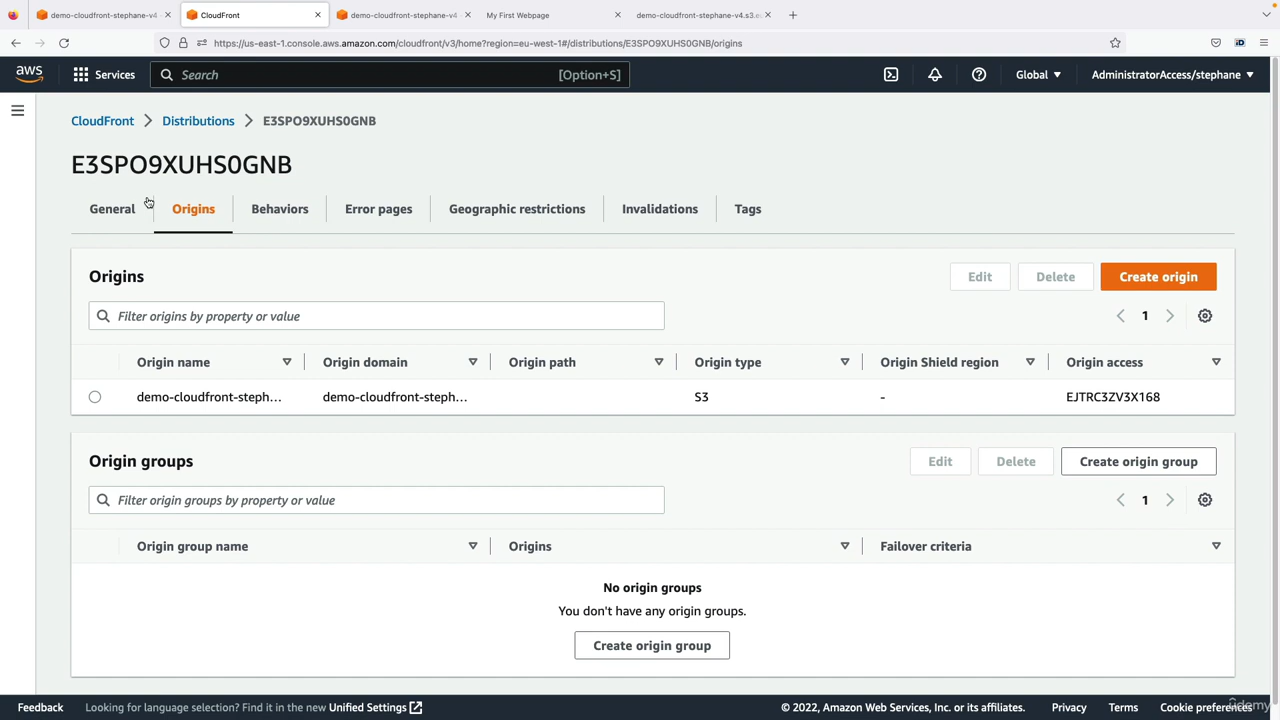 demo-cloudfront-stephane-v4
CloudFront
demo-cloudfront-stephane-v4
My First Webpage
demo-cloudfront-stephane-v4.s3.e
https://us-east-1.console.aws.amazon.com/cloudfront/v3/home?region=eu-west-1#/distributions/E3SPO9XUHS0GNB/origins
aws
Services
Search
[Option+S]
Global
AdministratorAccess/stephane
CloudFront
Distributions
E3SPO9XUHS0GNB
E3SPO9XUHS0GNB
General
Origins
Behaviors
Error pages
Geographic restrictions
Invalidations
Tags
Origins
Edit
Delete
Create origin
Filter origins by property or value
1
Origin name
Origin domain
Origin path
Origin type
Origin Shield region
Origin access
demo-cloudfront-steph...
demo-cloudfront-steph...
S3
-
EJTRC3ZV3X168
Origin groups
Edit
Delete
Create origin group
Filter origin groups by property or value
1
Origin group name
Origins
Failover criteria
No origin groups
You don't have any origin groups.
Create origin group
Feedback
Looking for language selection? Find it in the new Unified Settings
© 2022, Amazon Web Services, Inc. or its affiliates.
Privacy
Terms
Cookie preferences
udemy